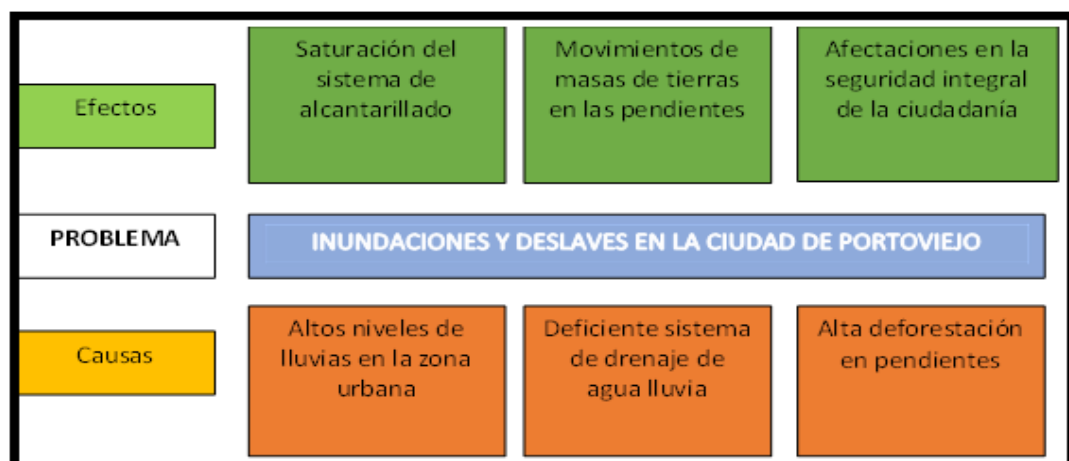 Efectos
Saturación del
sistema de
alcantarillado
Movimientos de
masas de tierras
en las pendientes
Afectaciones en la
seguridad integral
de la ciudadanía
PROBLEMA
INUNDACIONES Y DESLAVES EN LA CIUDAD DE PORTOVIEJO
Causas
Altos niveles de
lluvias en la zona
urbana
Deficiente sistema
de drenaje de
agua lluvia
Alta deforestación
en pendientes